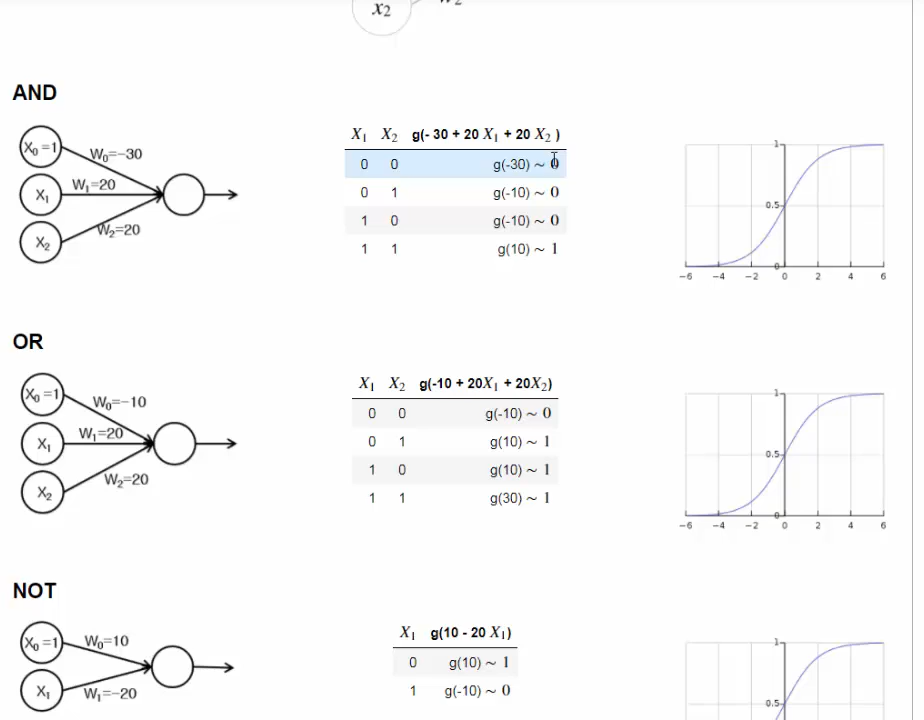 x₂
W₂
AND
X₀ =1
W₀=−30
X₁
W₁=20
X₂
W₂=20
X₁ X₂ g(- 30 + 20 X₁ + 20 X₂ )
0 0 g(-30) ~ 0
0 1 g(-10) ~ 0
1 0 g(-10) ~ 0
1 1 g(10) ~ 1
1
0.5
0
−6 −4 −2 0 2 4 6
OR
X₀ =1
W₀=−10
X₁
W₁=20
X₂
W₂=20
X₁ X₂ g(-10 + 20X₁ + 20X₂)
0 0 g(-10) ~ 0
0 1 g(10) ~ 1
1 0 g(10) ~ 1
1 1 g(30) ~ 1
1
0.5
0
−6 −4 −2 0 2 4 6
NOT
X₀ =1
W₀=10
X₁
W₁=−20
X₁ g(10 - 20 X₁)
0 g(10) ~ 1
1 g(-10) ~ 0
1
0.5